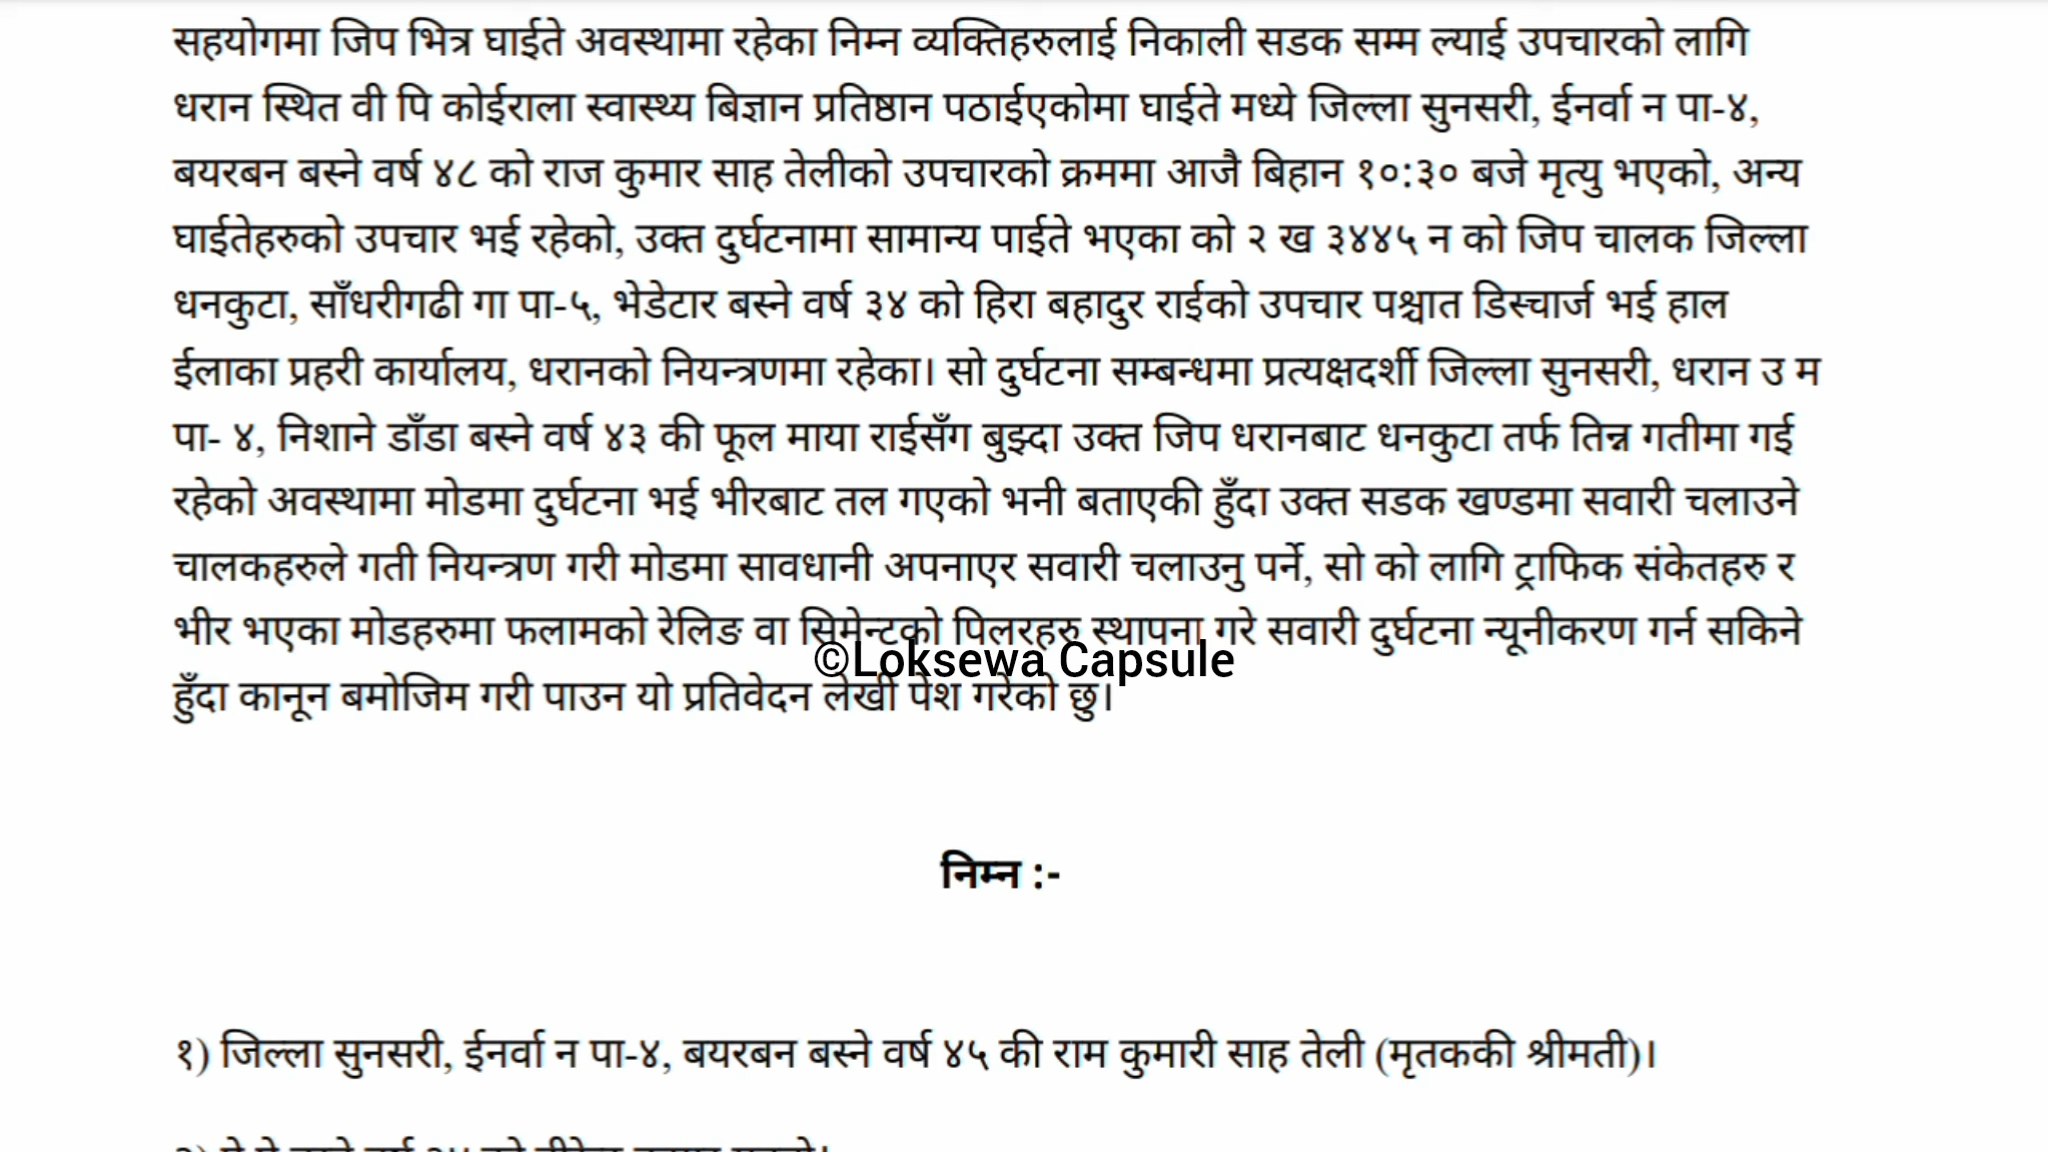 सहयोगमा जिप भित्र घाईते अवस्थामा रहेका निम्न व्यक्तिहरुलाई निकाली सडक सम्म ल्याई उपचारको लागि
धरान स्थित वी पि कोईराला स्वास्थ्य बिज्ञान प्रतिष्ठान पठाईएकोमा घाईते मध्ये जिल्ला सुनसरी, ईनर्वा न पा-४,
बयरबन बस्ने वर्ष ४८ को राज कुमार साह तेलीको उपचारको क्रममा आजै बिहान १०:३० बजे मृत्यु भएको, अन्य
घाईतेहरुको उपचार भई रहेको, उक्त दुर्घटनामा सामान्य पाईते भएका को २ ख ३४४५ न को जिप चालक जिल्ला
धनकुटा, साँधरीगढी गा पा-५, भेडेटार बस्ने वर्ष ३४ को हिरा बहादुर राईको उपचार पश्चात डिस्चार्ज भई हाल
ईलाका प्रहरी कार्यालय, धरानको नियन्त्रणमा रहेका। सो दुर्घटना सम्बन्धमा प्रत्यक्षदर्शी जिल्ला सुनसरी, धरान उ म
पा- ४, निशाने डाँडा बस्ने वर्ष ४३ की फूल माया राईसँग बुझ्दा उक्त जिप धरानबाट धनकुटा तर्फ तिन्न गतीमा गई
रहेको अवस्थामा मोडमा दुर्घटना भई भीरबाट तल गएको भनी बताएकी हुँदा उक्त सडक खण्डमा सवारी चलाउने
चालकहरुले गती नियन्त्रण गरी मोडमा सावधानी अपनाएर सवारी चलाउनु पर्ने, सो को लागि ट्राफिक संकेतहरु र
भीर भएका मोडहरुमा फलामको रेलिङ वा सिमेन्टको पिलरहरु स्थापना गरे सवारी दुर्घटना न्यूनीकरण गर्न सकिने
©Loksewa Capsule
हुँदा कानून बमोजिम गरी पाउन यो प्रतिवेदन लेखी पेश गरेको छु।
निम्न :-
१) जिल्ला सुनसरी, ईनर्वा न पा-४, बयरबन बस्ने वर्ष ४५ की राम कुमारी साह तेली (मृतककी श्रीमती)।